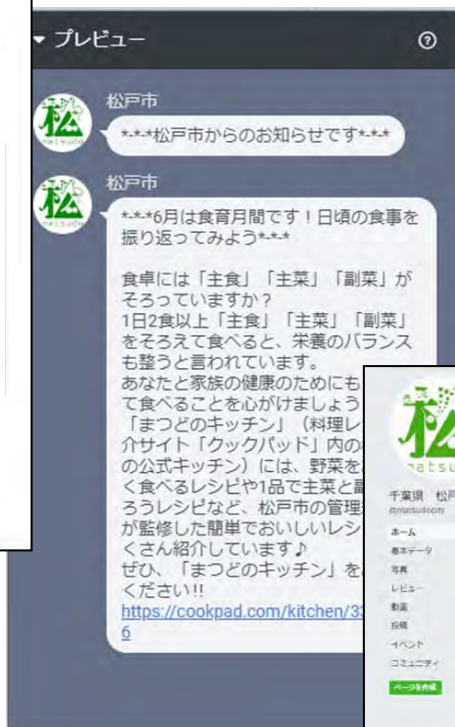 プレビュー
松戸市
*-*-*松戸市からのお知らせです*-*-*
松戸市
*-*-*6月は食育月間です！日頃の食事を
振り返ってみよう*-*-*
食卓には「主食」「主菜」「副菜」が
そろっていますか？
1日2食以上「主食」「主菜」「副菜」
をそろえて食べると、栄養のバランス
も整うと言われています。
あなたと家族の健康のためにも
て食べることを心がけましょう
「まつどのキッチン」（料理レ
介サイト「クックパッド」内の
の公式キッチン）には、野菜を
く食べるレシピや1品で主菜と副
ろうレシピなど、松戸市の管理
が監修した簡単でおいしいレシ
くさん紹介しています♪
ぜひ、「まつどのキッチン」を
ください!!
https://cookpad.com/kitchen/33
6
千葉県 松戸
ホーム
基本データ
写真
レビュー
動画
投稿
イベント
コミュニティ
ページを作成